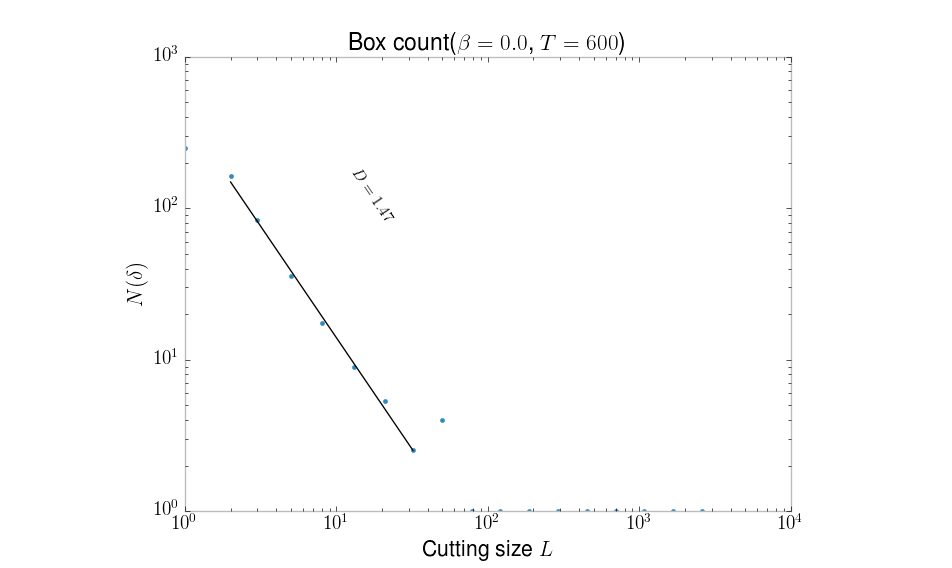 Box count(β = 0.0, T = 600)
10³
10²
10¹
10⁰
N(δ)
D = 1.47
10⁰ 10¹ 10² 10³ 10⁴
Cutting size L